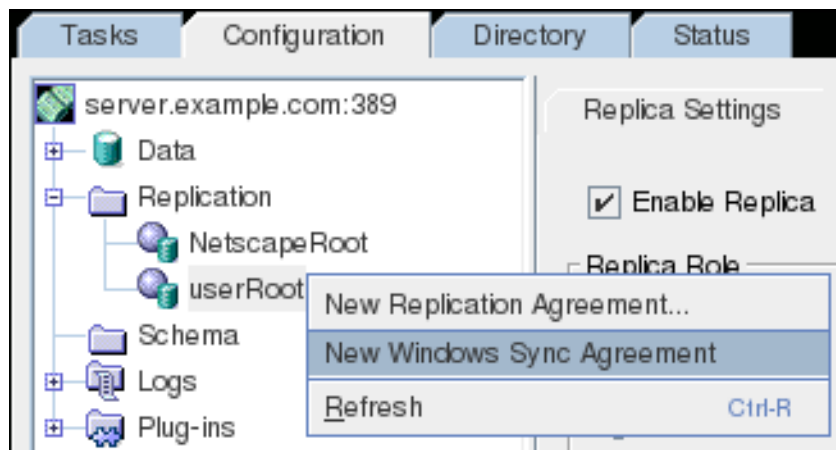 Tasks
Configuration
Directory
Status
server.example.com:389
Data
Replication
NetscapeRoot
userRoot
Schema
Logs
Plug-ins
Replica Settings
Enable Replica
Replica Role
New Replication Agreement...
New Windows Sync Agreement
Refresh Ctrl-R